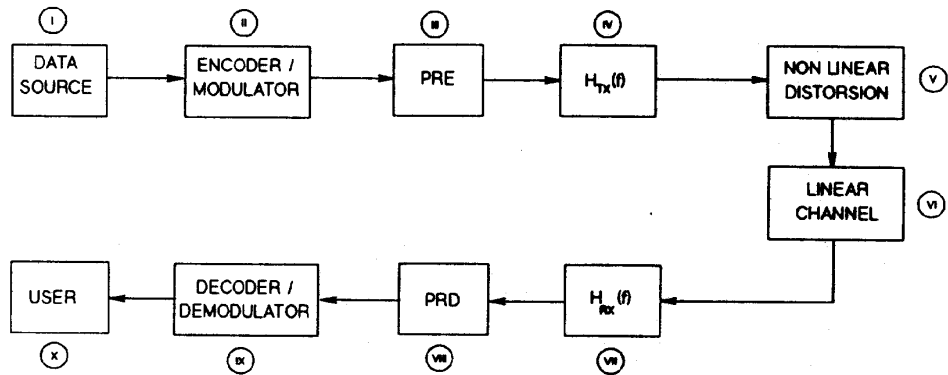 I
II
III
IV
DATA
SOURCE
ENCODER /
MODULATOR
PRE
H_TX(f)
NON LINEAR
DISTORSION
V
LINEAR
CHANNEL
VI
USER
DECODER /
DEMODULATOR
PRD
H_RX(f)
X
IX
VIII
VII